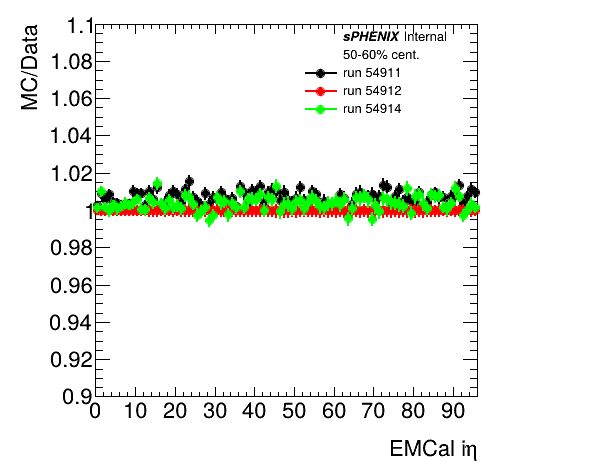 MC/Data
1.1
1.08
1.06
1.04
1.02
1
0.98
0.96
0.94
0.92
0.9
sPHENIX Internal
50-60% cent.
run 54911
run 54912
run 54914
0 10 20 30 40 50 60 70 80 90
EMCal iη